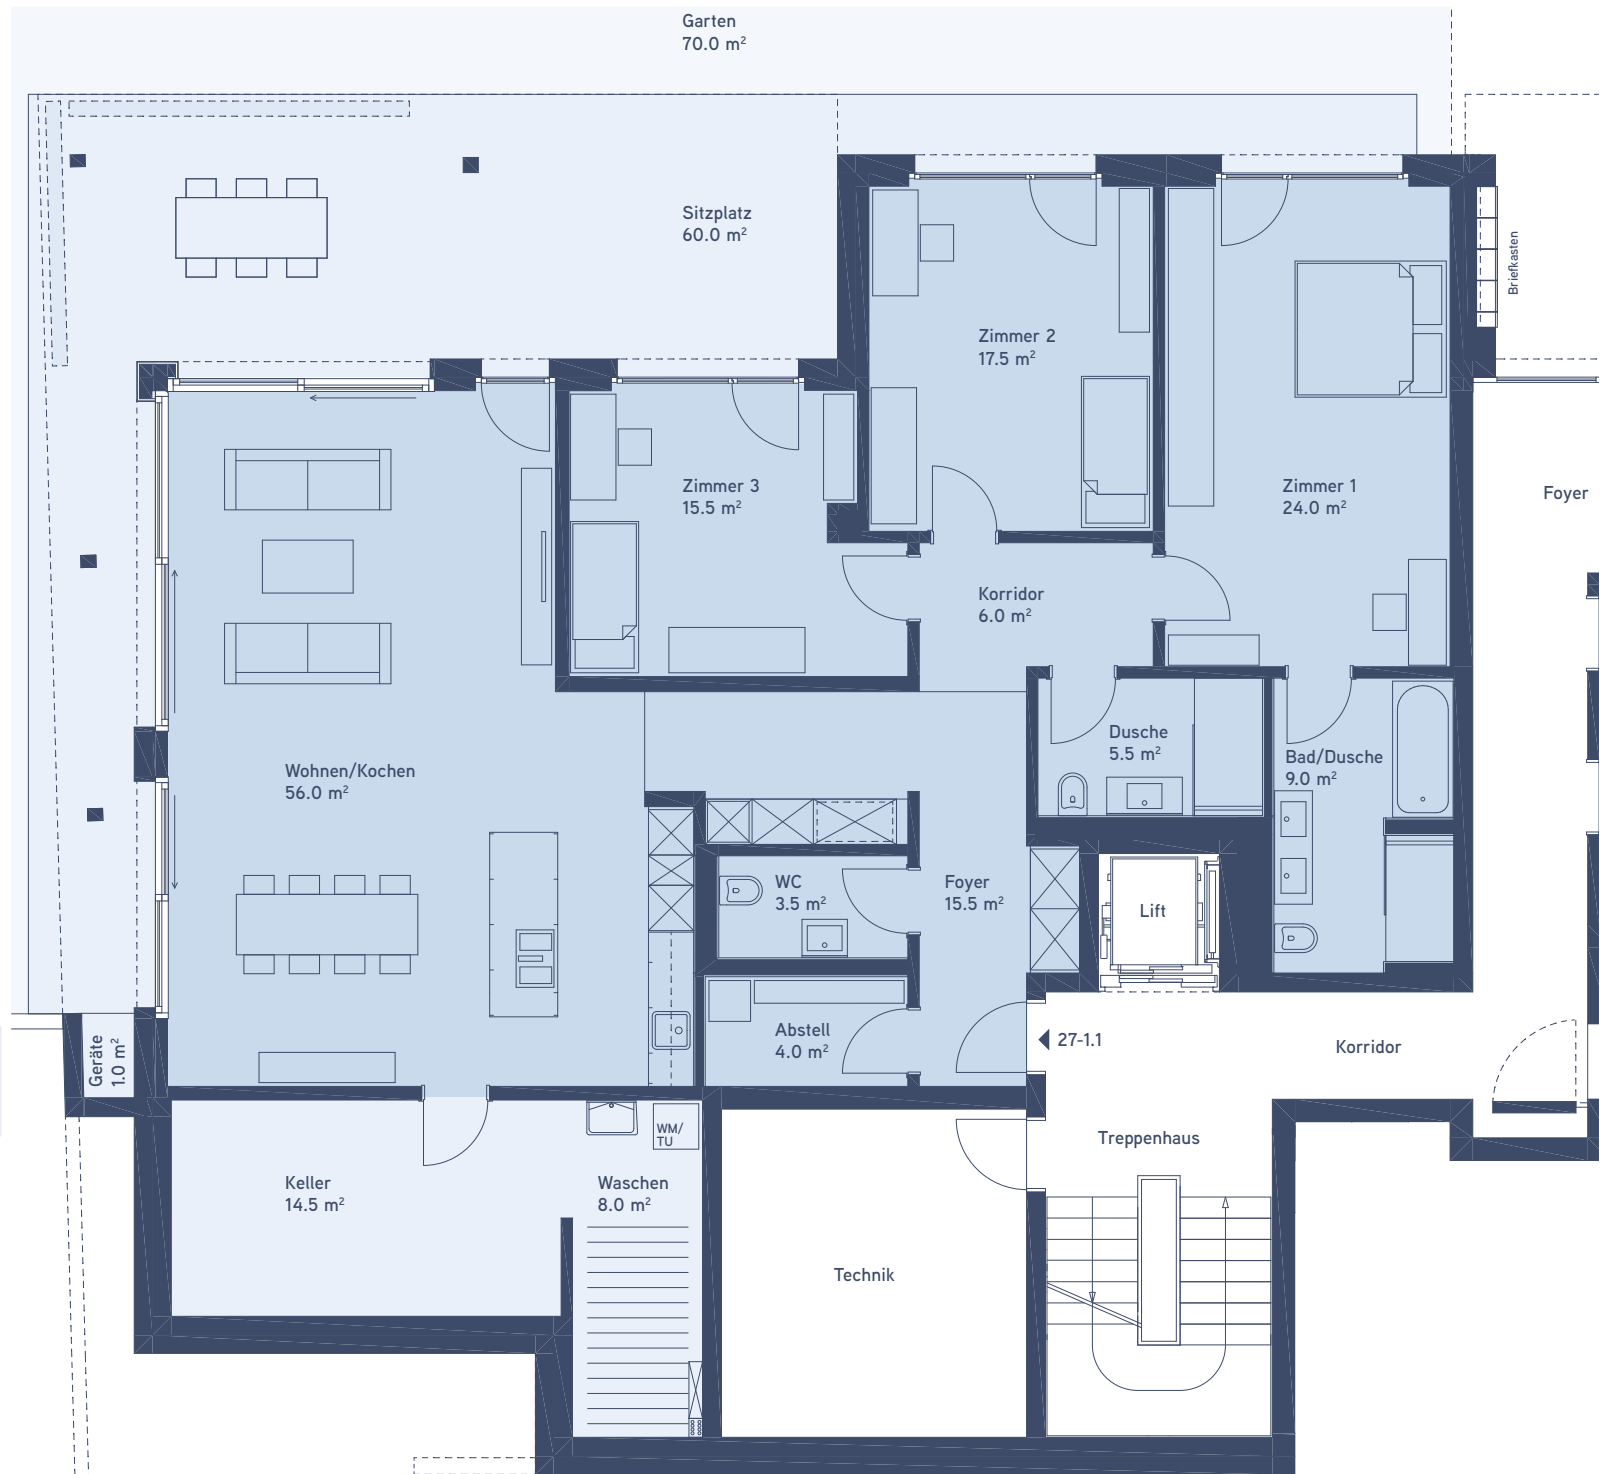 Garten
70.0 m²
Sitzplatz
60.0 m²
Briefkasten
Zimmer 2
17.5 m²
Zimmer 3
15.5 m²
Zimmer 1
24.0 m²
Foyer
Korridor
6.0 m²
Dusche
5.5 m²
Bad/Dusche
9.0 m²
Wohnen/Kochen
56.0 m²
WC
3.5 m²
Foyer
15.5 m²
Lift
Geräte
1.0 m²
Abstell
4.0 m²
27-1.1
Korridor
WM/
TU
Treppenhaus
Keller
14.5 m²
Waschen
8.0 m²
Technik